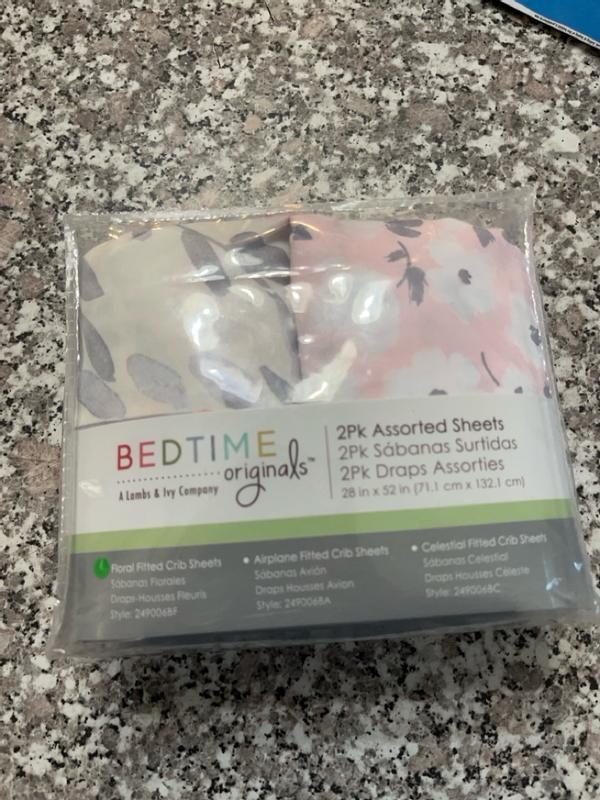 BEDTIME
originals™
A Lambs & Ivy Company
2Pk Assorted Sheets
2Pk Sábanas Surtidas
2Pk Draps Assorties
28 in x 52 in (71.1 cm x 132.1 cm)
Floral Fitted Crib Sheets
Sábanas Florales
Draps-Housses Fleuris
Style: 249006BF
• Airplane Fitted Crib Sheets
Sábanas Avión
Draps Housses Avion
Style: 249006BA
• Celestial Fitted Crib Sheets
Sábanas Celestial
Draps Housses Céleste
Style: 249006BC